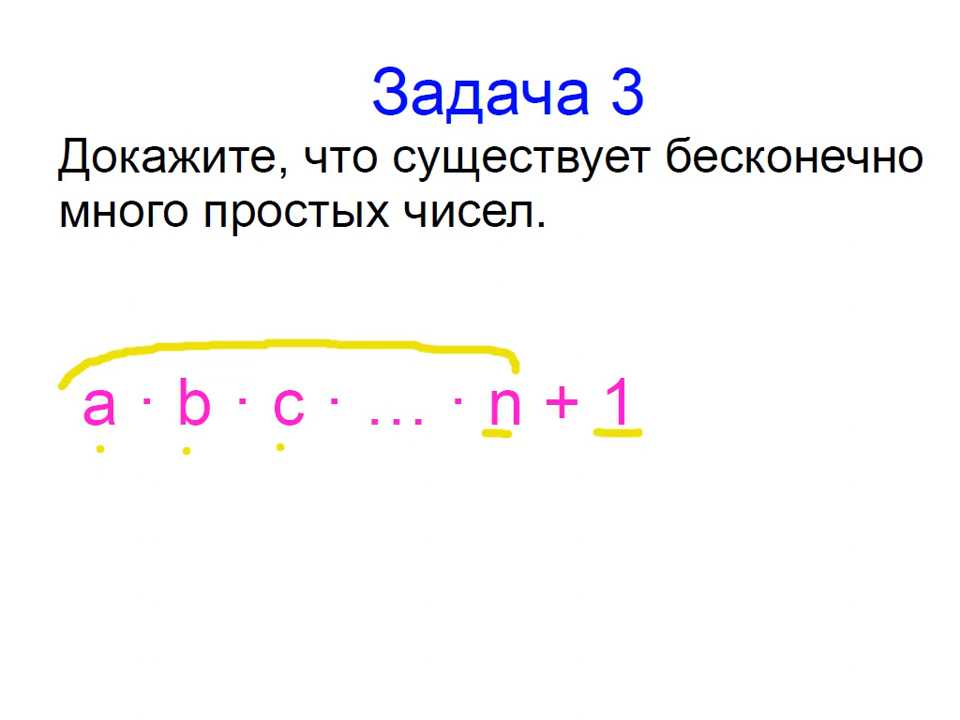 Задача 3
Докажите, что существует бесконечно
много простых чисел.
a · b · c · … · n + 1